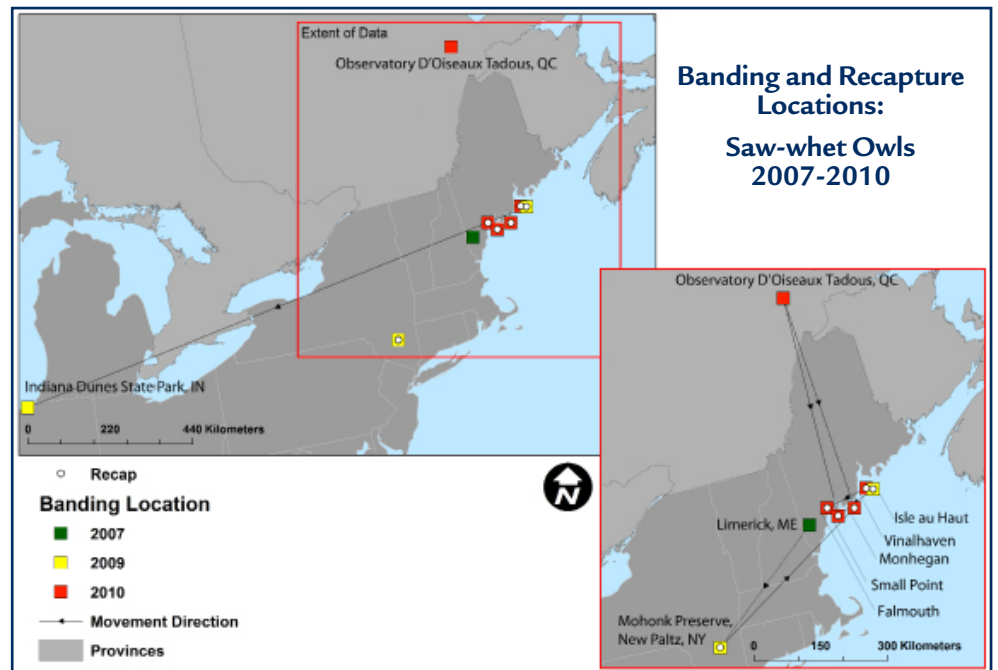 Extent of Data
Observatory D'Oiseaux Tadous, QC
Banding and Recapture
Locations:
Saw-whet Owls
2007-2010
Indiana Dunes State Park, IN
0 220 440 Kilometers
Recap
Banding Location
2007
2009
2010
Movement Direction
Provinces
N
Observatory D'Oiseaux Tadous, QC
Limerick, ME
Isle au Haut
Vinalhaven
Monhegan
Small Point
Falmouth
Mohonk Preserve,
New Paltz, NY
0 150 300 Kilometers